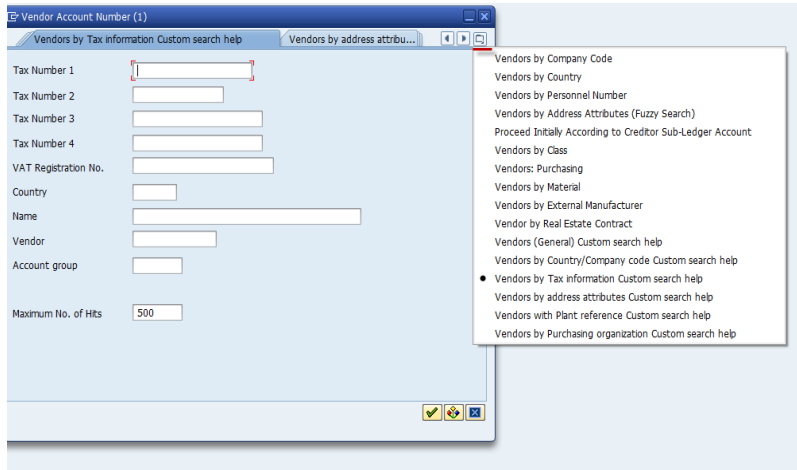 Vendor Account Number (1)
Vendors by Tax information Custom search help
Vendors by address attribu...
Tax Number 1
Tax Number 2
Tax Number 3
Tax Number 4
VAT Registration No.
Country
Name
Vendor
Account group
Maximum No. of Hits
500
Vendors by Company Code
Vendors by Country
Vendors by Personnel Number
Vendors by Address Attributes (Fuzzy Search)
Proceed Initially According to Creditor Sub-Ledger Account
Vendors by Class
Vendors: Purchasing
Vendors by Material
Vendors by External Manufacturer
Vendor by Real Estate Contract
Vendors (General) Custom search help
Vendors by Country/Company code Custom search help
Vendors by Tax information Custom search help
Vendors by address attributes Custom search help
Vendors with Plant reference Custom search help
Vendors by Purchasing organization Custom search help